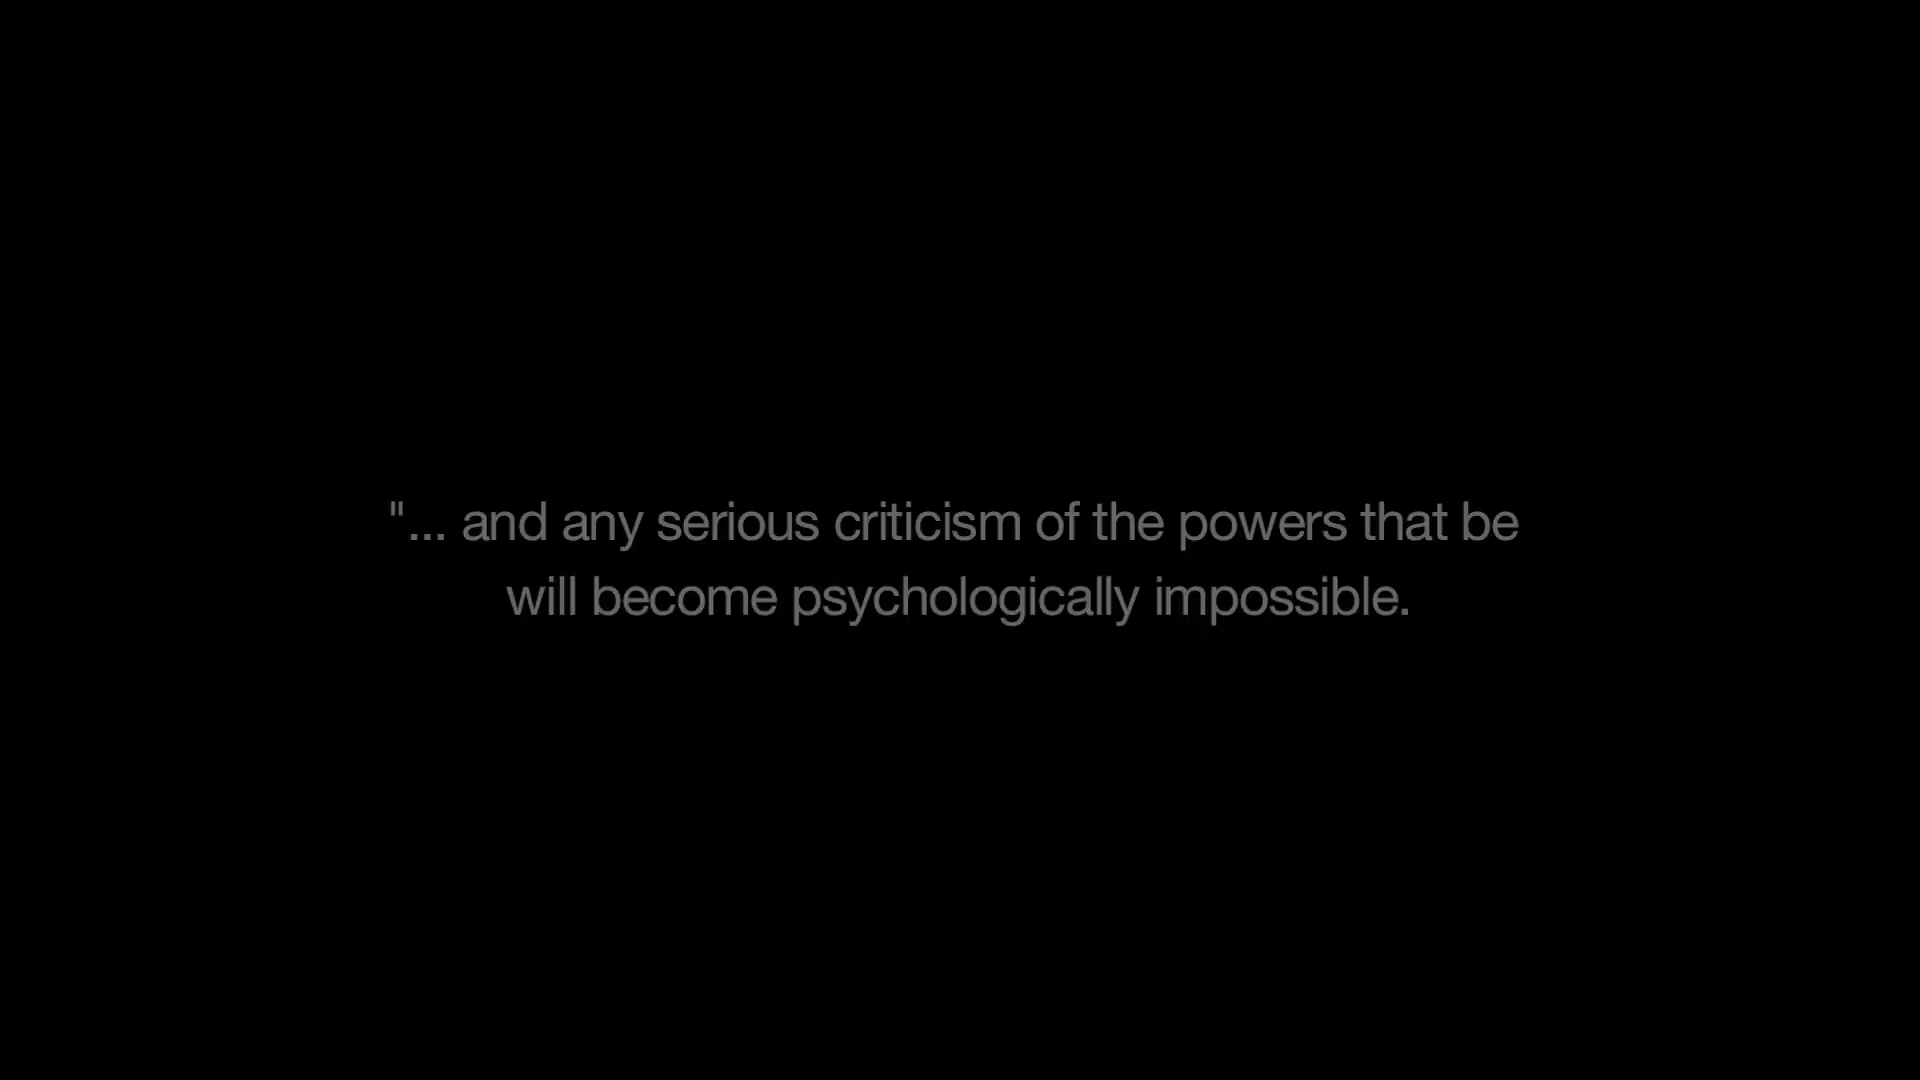 "... and any serious criticism of the powers that be
will become psychologically impossible.